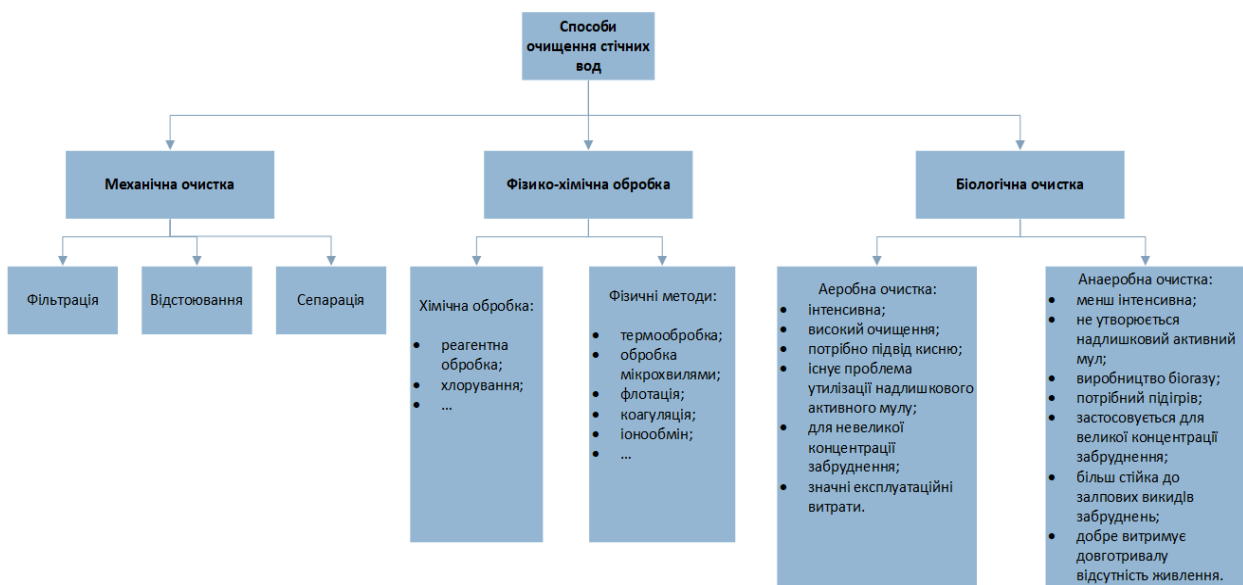 Способи
очищення стічних
вод
Механічна очистка
Фізико-хімічна обробка
Біологічна очистка
Фільтрація
Відстоювання
Сепарація
Хімічна обробка:
• реагентна
обробка;
• хлорування;
• ...
Фізичні методи:
• термообробка;
• обробка
мікрохвилями;
• флотація;
• коагуляція;
• іонообмін;
• ...
Аеробна очистка:
• інтенсивна;
• високий очищення;
• потрібно підвід кисню;
• існує проблема
утилізації надлишкового
активного мулу;
• для невеликої
концентрації
забруднення;
• значні експлуатаційні
витрати.
Анаеробна очистка:
• менш інтенсивна;
• не утворюється
надлишковий активний
мул;
• виробництво біогазу;
• потрібний підігрів;
• застосовується для
великої концентрації
забруднення;
• більш стійка до
залпових викидів
забруднень;
• добре витримує
довготривалу
відсутність живлення.